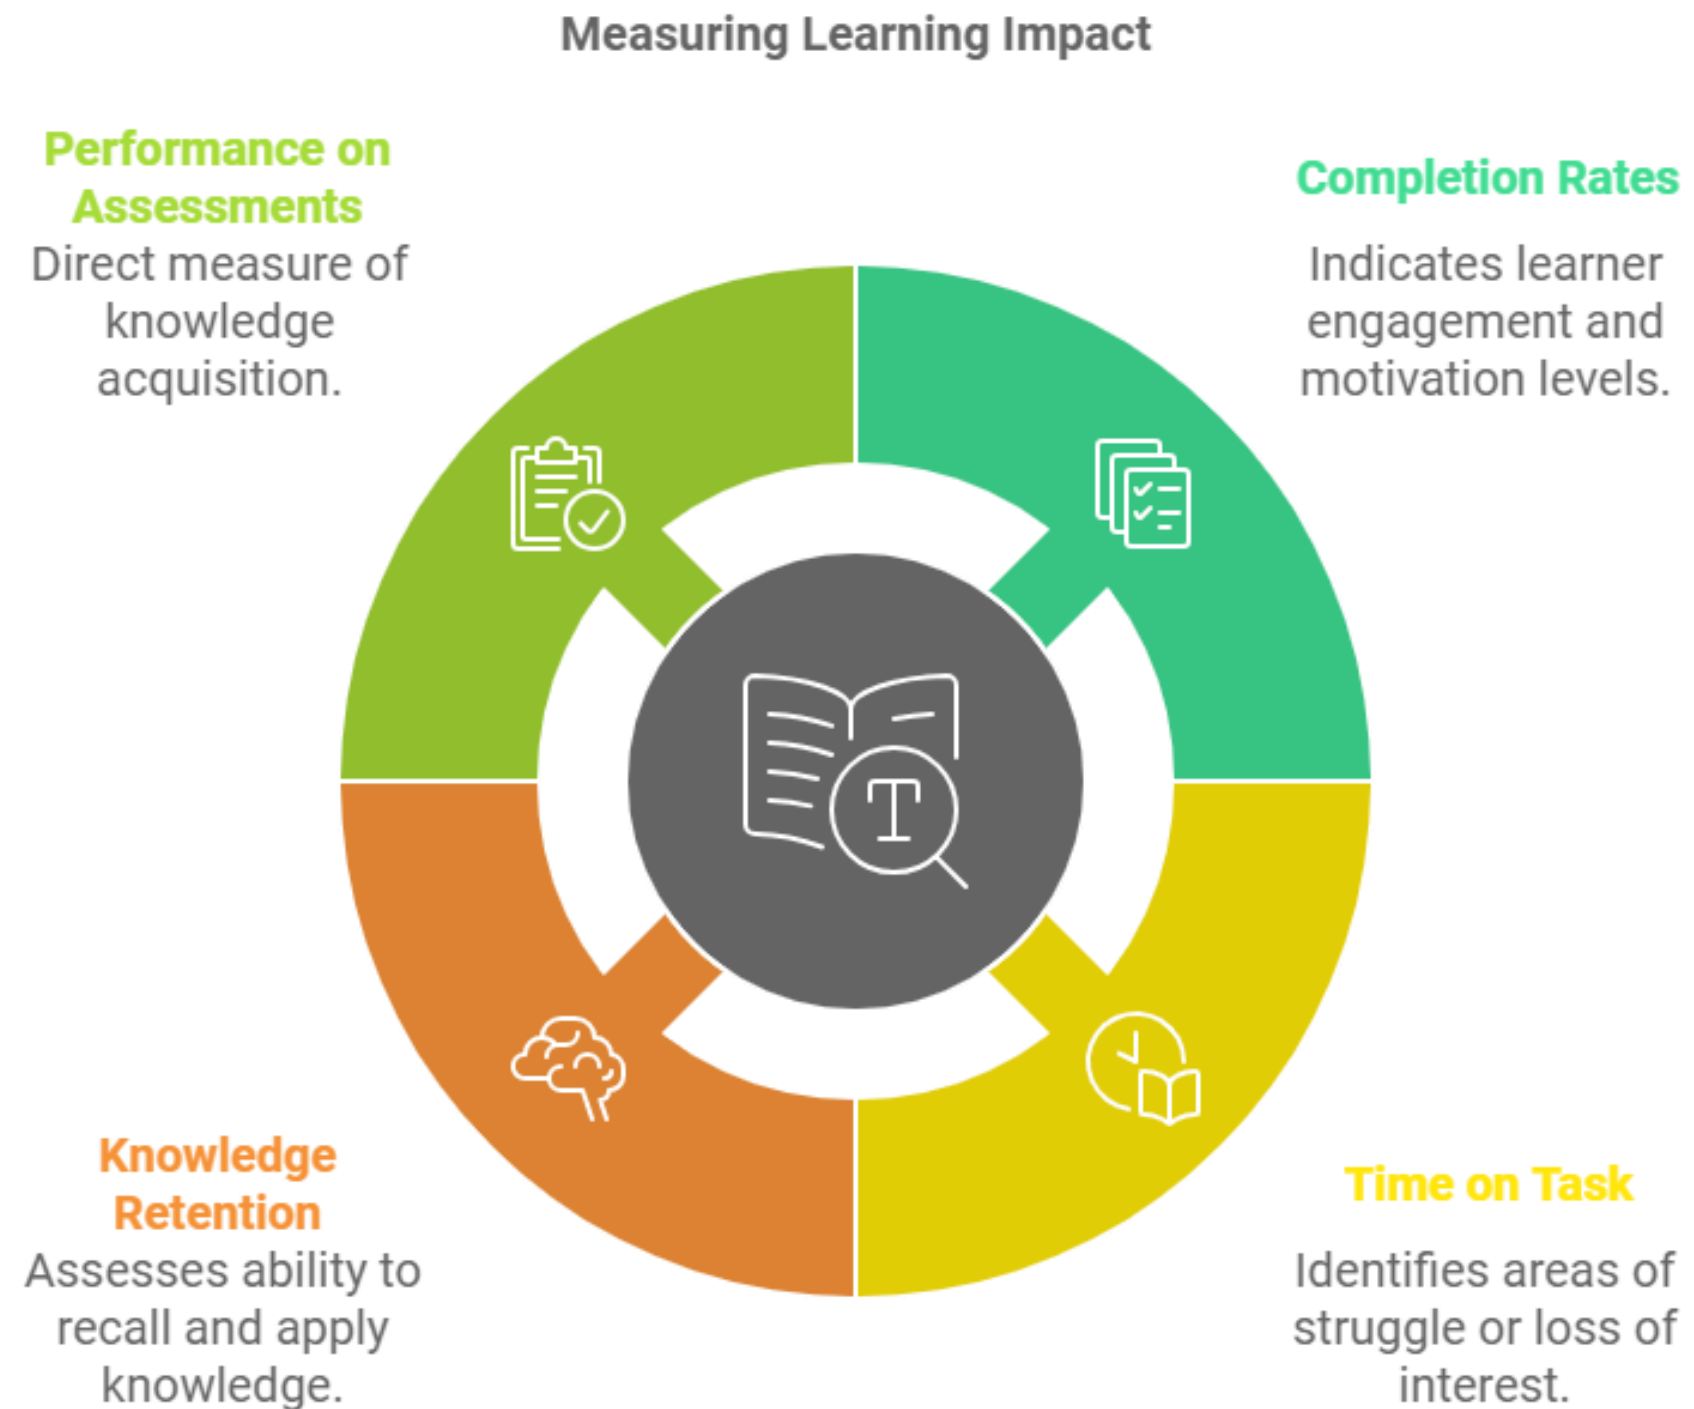 Measuring Learning Impact
Performance on
Assessments
Direct measure of
knowledge
acquisition.
Completion Rates
Indicates learner
engagement and
motivation levels.
T
Knowledge
Retention
Assesses ability to
recall and apply
knowledge.
Time on Task
Identifies areas of
struggle or loss of
interest.